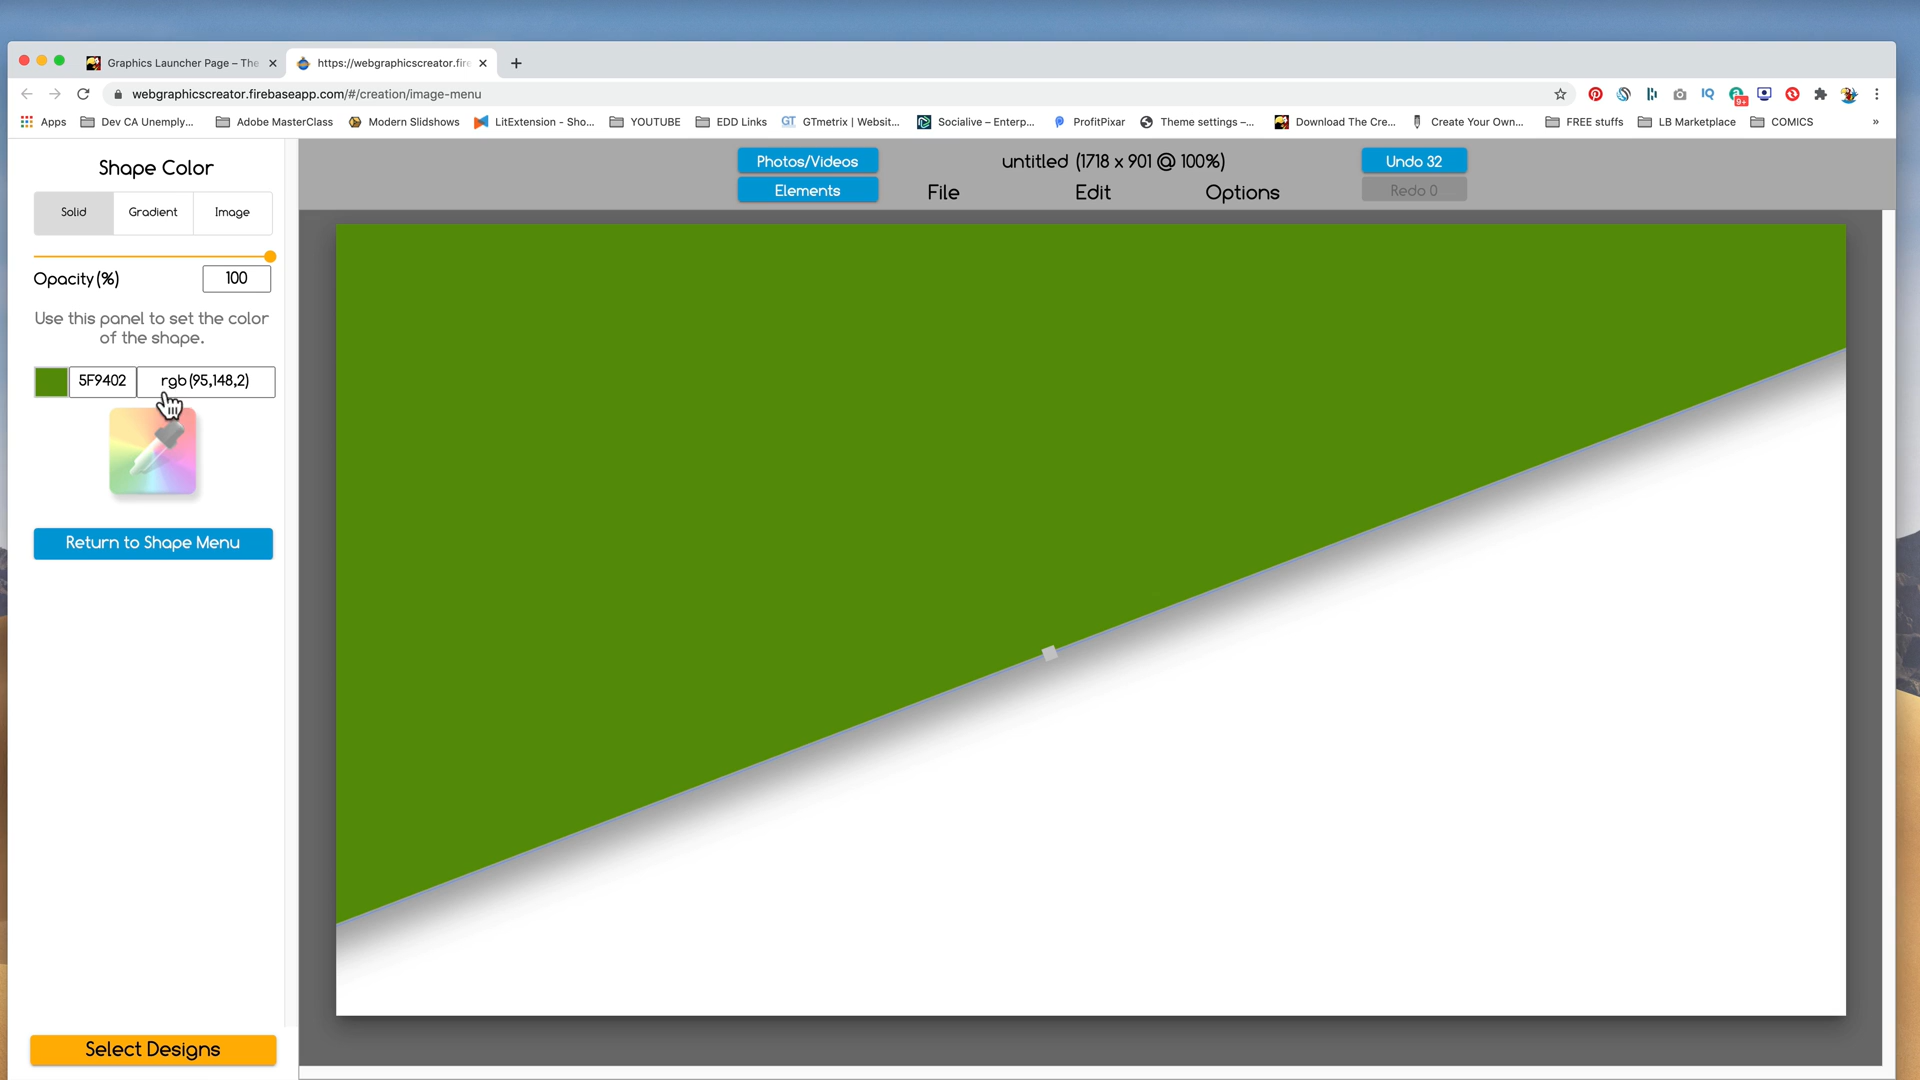 Graphics Launcher Page – The
https://webgraphicscreator.fire
webgraphicscreator.firebaseapp.com/#/creation/image-menu
9+
Apps
Dev CA Unemply...
Adobe MasterClass
Modern Slidshows
LitExtension - Sho...
YOUTUBE
EDD Links
GT
GTmetrix | Websit...
Socialive – Enterp...
ProfitPixar
Theme settings –...
Download The Cre...
Create Your Own...
FREE stuffs
LB Marketplace
COMICS
»
Shape Color
Solid
Gradient
Image
Opacity (%)
100
Use this panel to set the color
of the shape.
5F9402
rgb (95,148,2)
Return to Shape Menu
Select Designs
Photos/Videos
Elements
untitled (1718 x 901 @ 100%)
File
Edit
Options
Undo 32
Redo 0
IQ